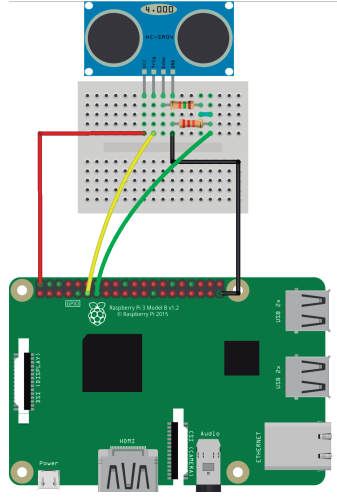 4.000
HC-SR04
Vcc
Trig
Echo
GND
GPIO
Raspberry Pi 3 Model B v1.2
© Raspberry Pi 2015
DSI (DISPLAY)
USB 2x
USB 2x
ETHERNET
CSI (CAMERA)
Audio
HDMI
Power